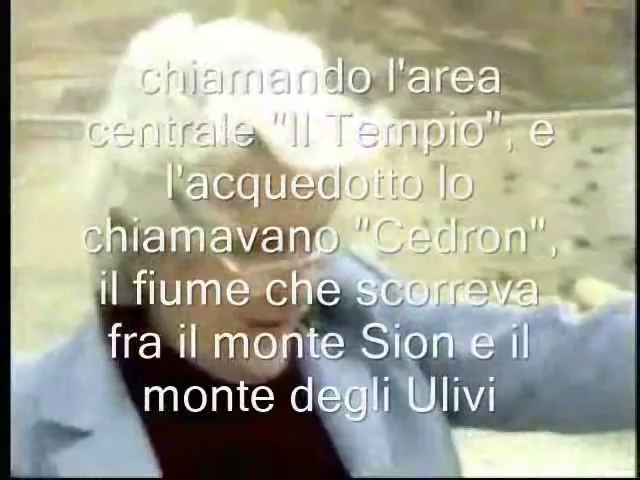 chiamando l'area
centrale "Il Tempio", e
l'acquedotto lo
chiamavano "Cedron",
il fiume che scorreva
fra il monte Sion e il
monte degli Ulivi